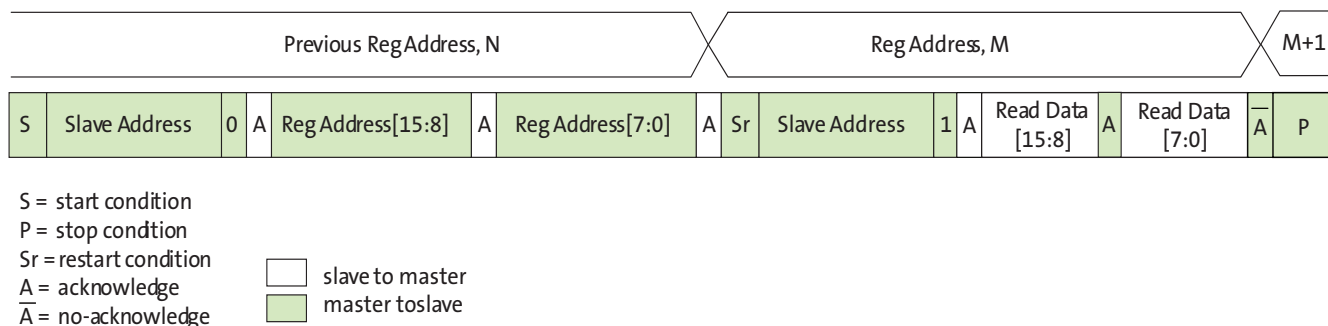 Previous Reg Address, N Reg Address, M M+1
S Slave Address 0 A Reg Address[15:8] A Reg Address[7:0] A Sr Slave Address 1 A Read Data [15:8] A Read Data [7:0] A̅ P
S = start condition
P = stop condition
Sr = restart condition
A = acknowledge
A̅ = no-acknowledge
slave to master
master toslave